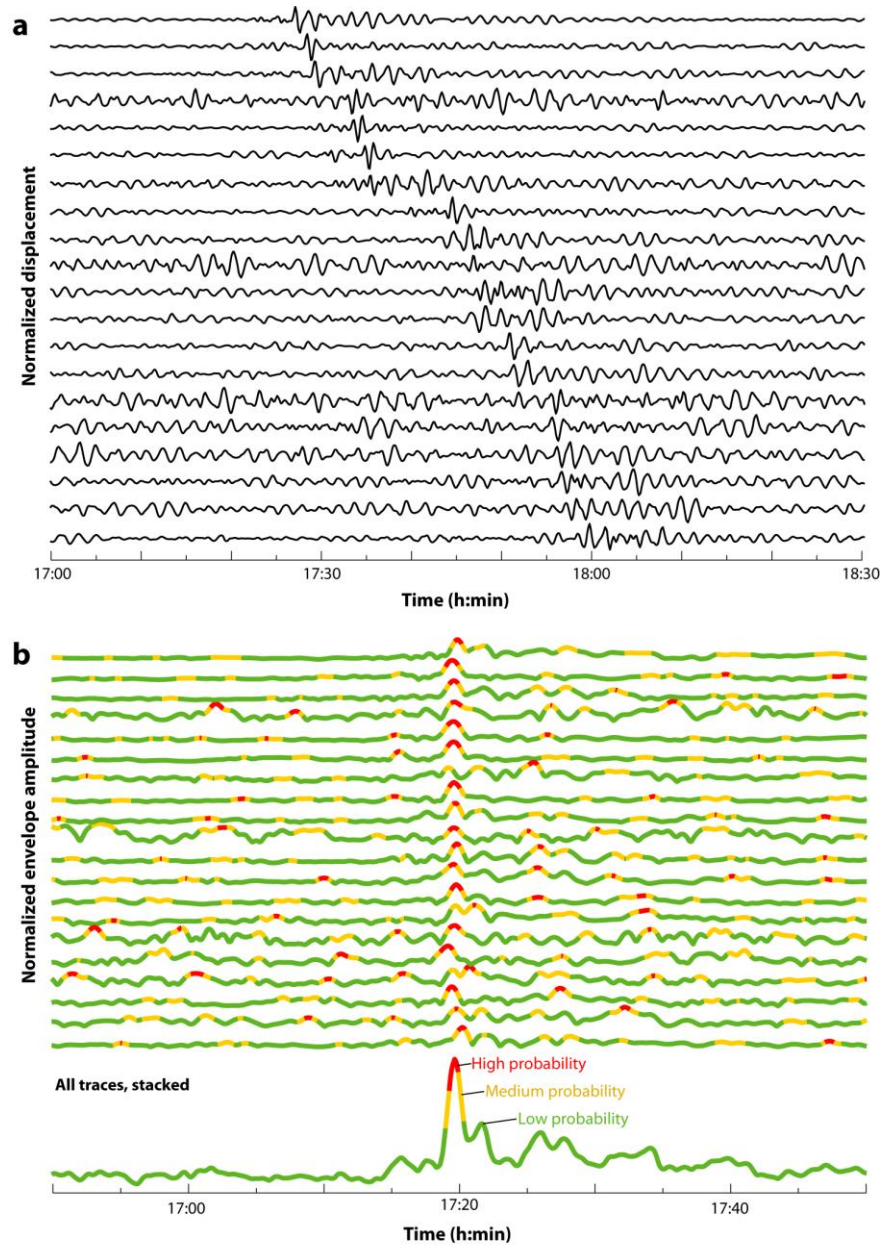 a
Normalized displacement
17:00 17:30 18:00 18:30
Time (h:min)
b
Normalized envelope amplitude
All traces, stacked
High probability
Medium probability
Low probability
17:00 17:20 17:40
Time (h:min)